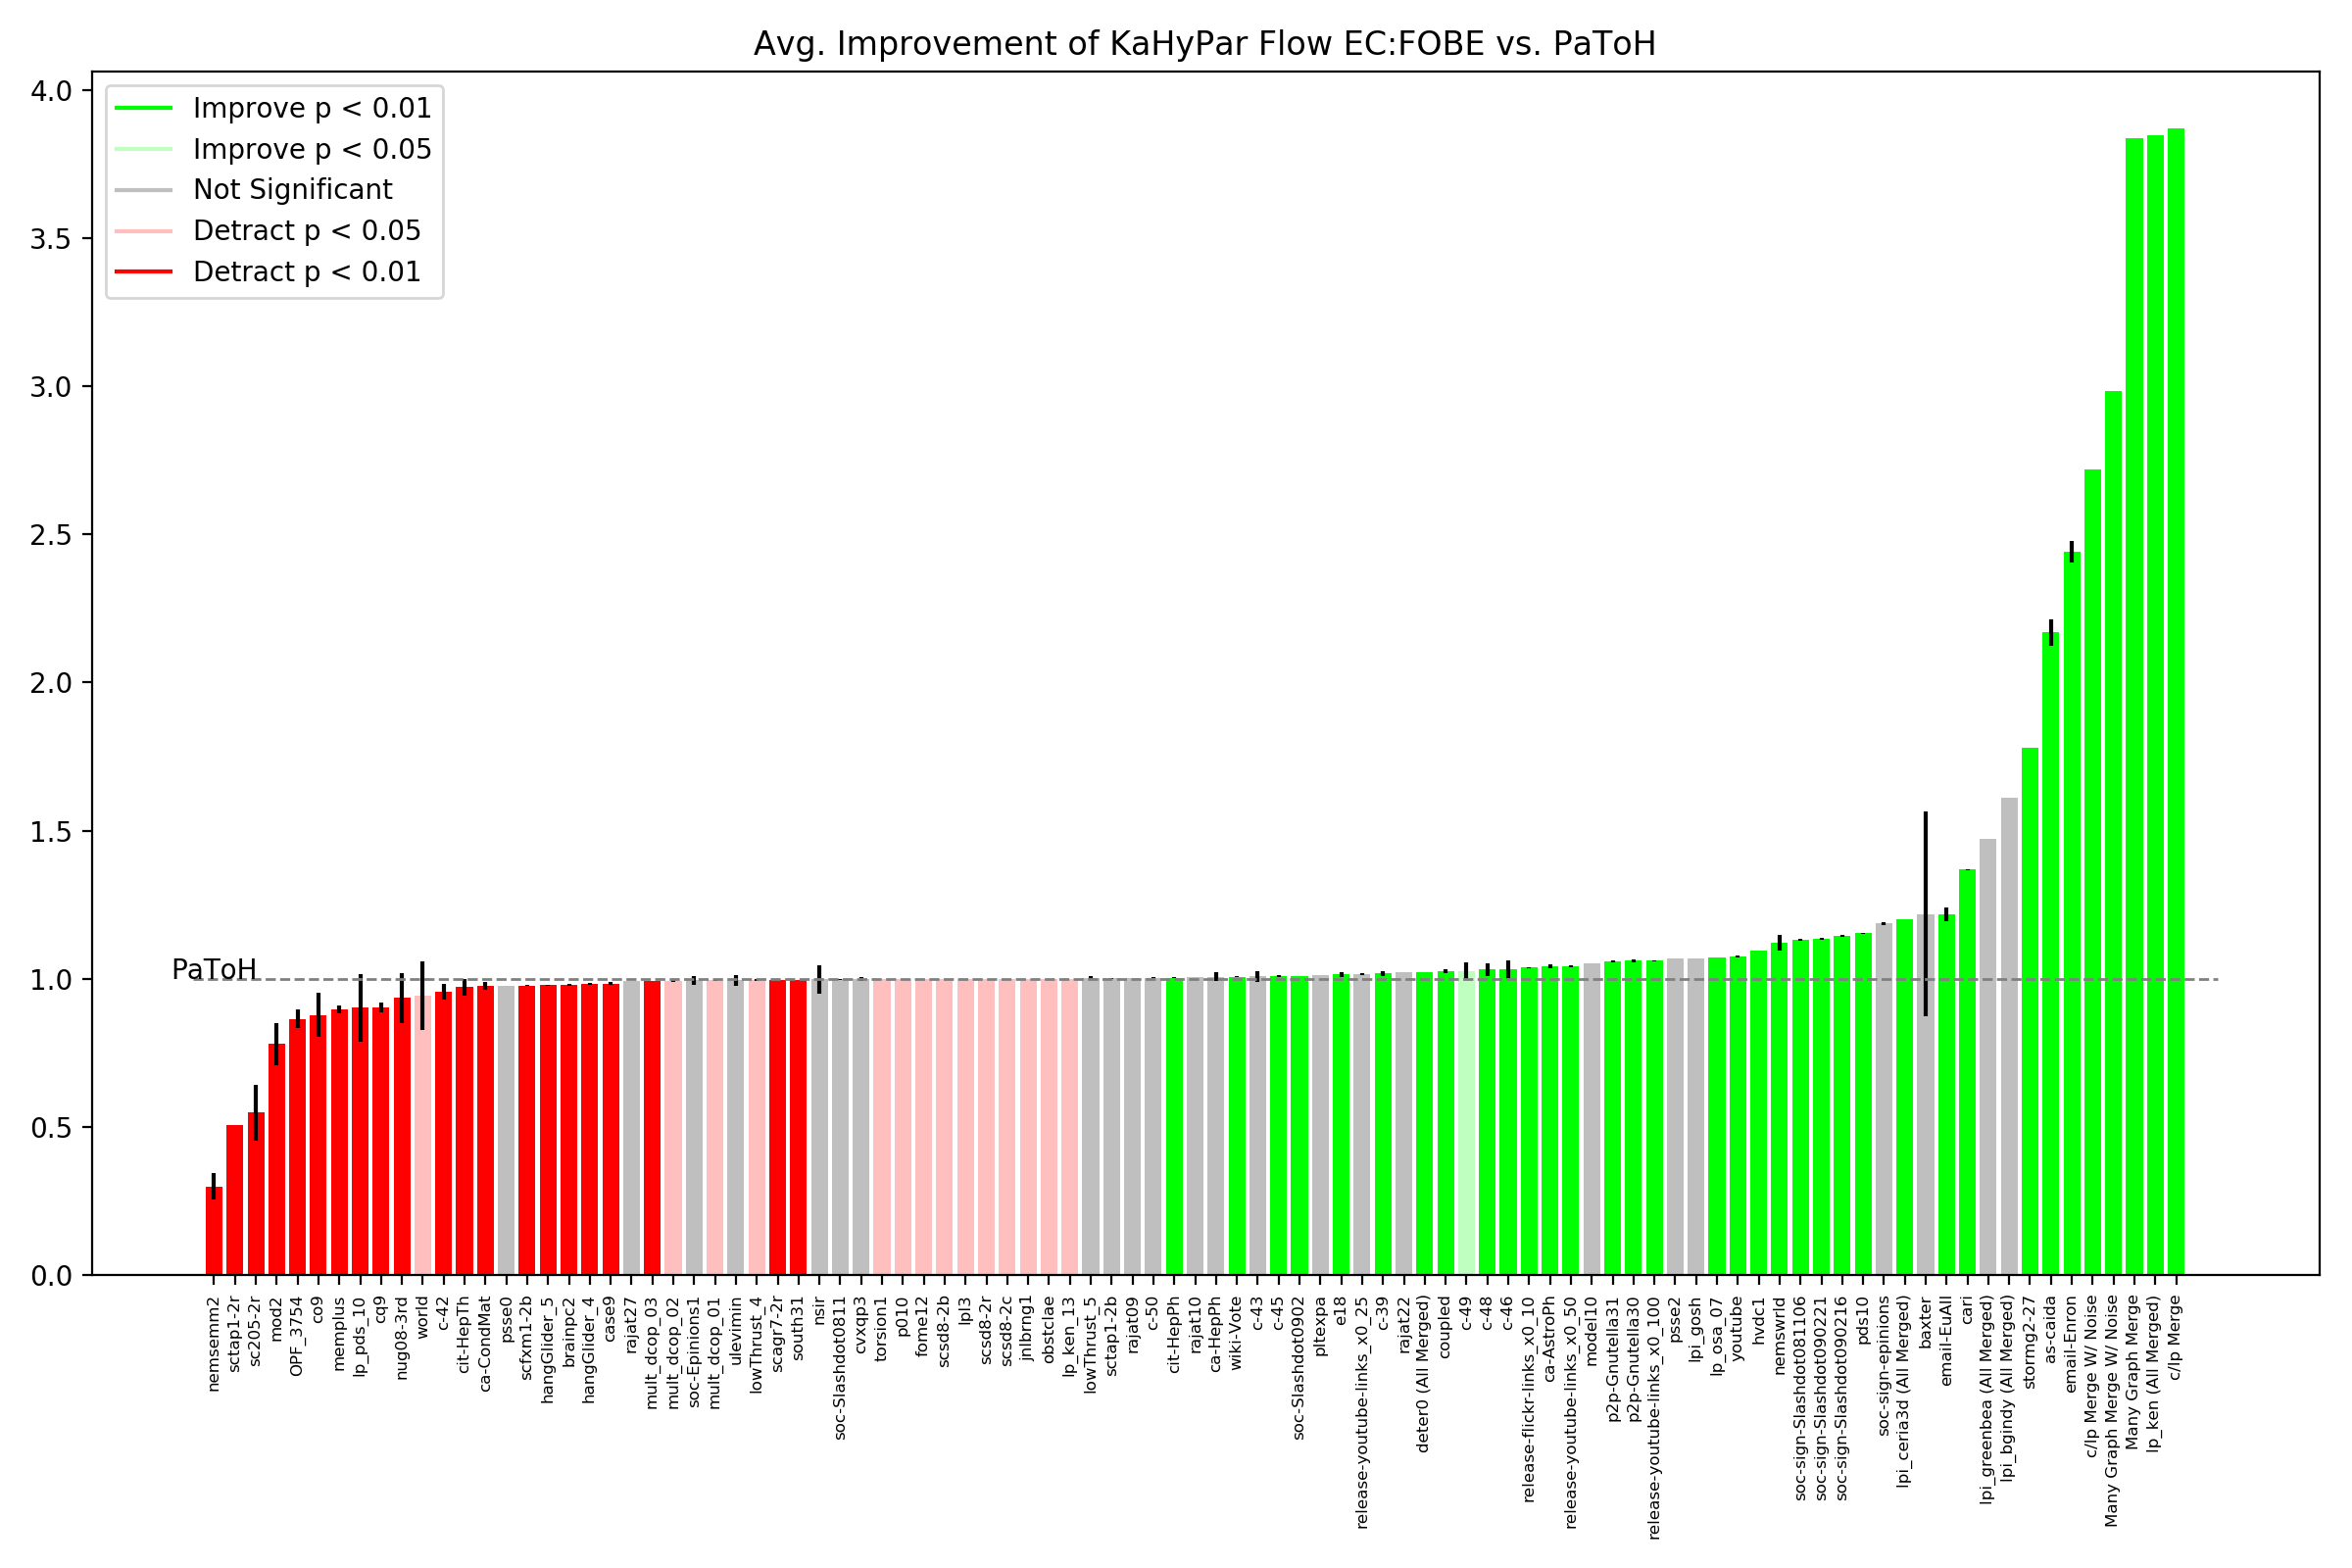 Avg. Improvement of KaHyPar Flow EC:FOBE vs. PaToH
Improve p < 0.01
Improve p < 0.05
Not Significant
Detract p < 0.05
Detract p < 0.01
4.0
3.5
3.0
2.5
2.0
1.5
1.0
0.5
0.0
PaToH
nemsemm2
sctap1-2r
sc205-2r
mod2
OPF_3754
co9
memplus
lp_pds_10
cq9
nug08-3rd
world
c-42
cit-HepTh
ca-CondMat
psse0
scfxm1-2b
hangGlider_5
brainpc2
hangGlider_4
case9
rajat27
mult_dcop_03
mult_dcop_02
soc-Epinions1
mult_dcop_01
ulevimin
lowThrust_4
scagr7-2r
south31
nsir
soc-Slashdot0811
cvxqp3
torsion1
p010
fome12
scsd8-2b
lpl3
scsd8-2r
scsd8-2c
jnlbrng1
obstclae
lp_ken_13
lowThrust_5
sctap1-2b
rajat09
c-50
cit-HepPh
rajat10
ca-HepPh
wiki-Vote
c-43
c-45
soc-Slashdot0902
pltexpa
e18
release-youtube-links_x0_25
c-39
rajat22
deter0 (All Merged)
coupled
c-49
c-48
c-46
release-flickr-links_x0_10
ca-AstroPh
release-youtube-links_x0_50
model10
p2p-Gnutella31
p2p-Gnutella30
release-youtube-links_x0_100
psse2
lpi_gosh
lp_osa_07
youtube
hvdc1
nemswrld
soc-sign-Slashdot081106
soc-sign-Slashdot090221
soc-sign-Slashdot090216
pds10
soc-sign-epinions
lpi_ceria3d (All Merged)
baxter
email-EuAll
cari
lpi_greenbea (All Merged)
lpi_bgindy (All Merged)
stormg2-27
as-caida
email-Enron
c/lp Merge W/ Noise
Many Graph Merge W/ Noise
Many Graph Merge
lp_ken (All Merged)
c/lp Merge